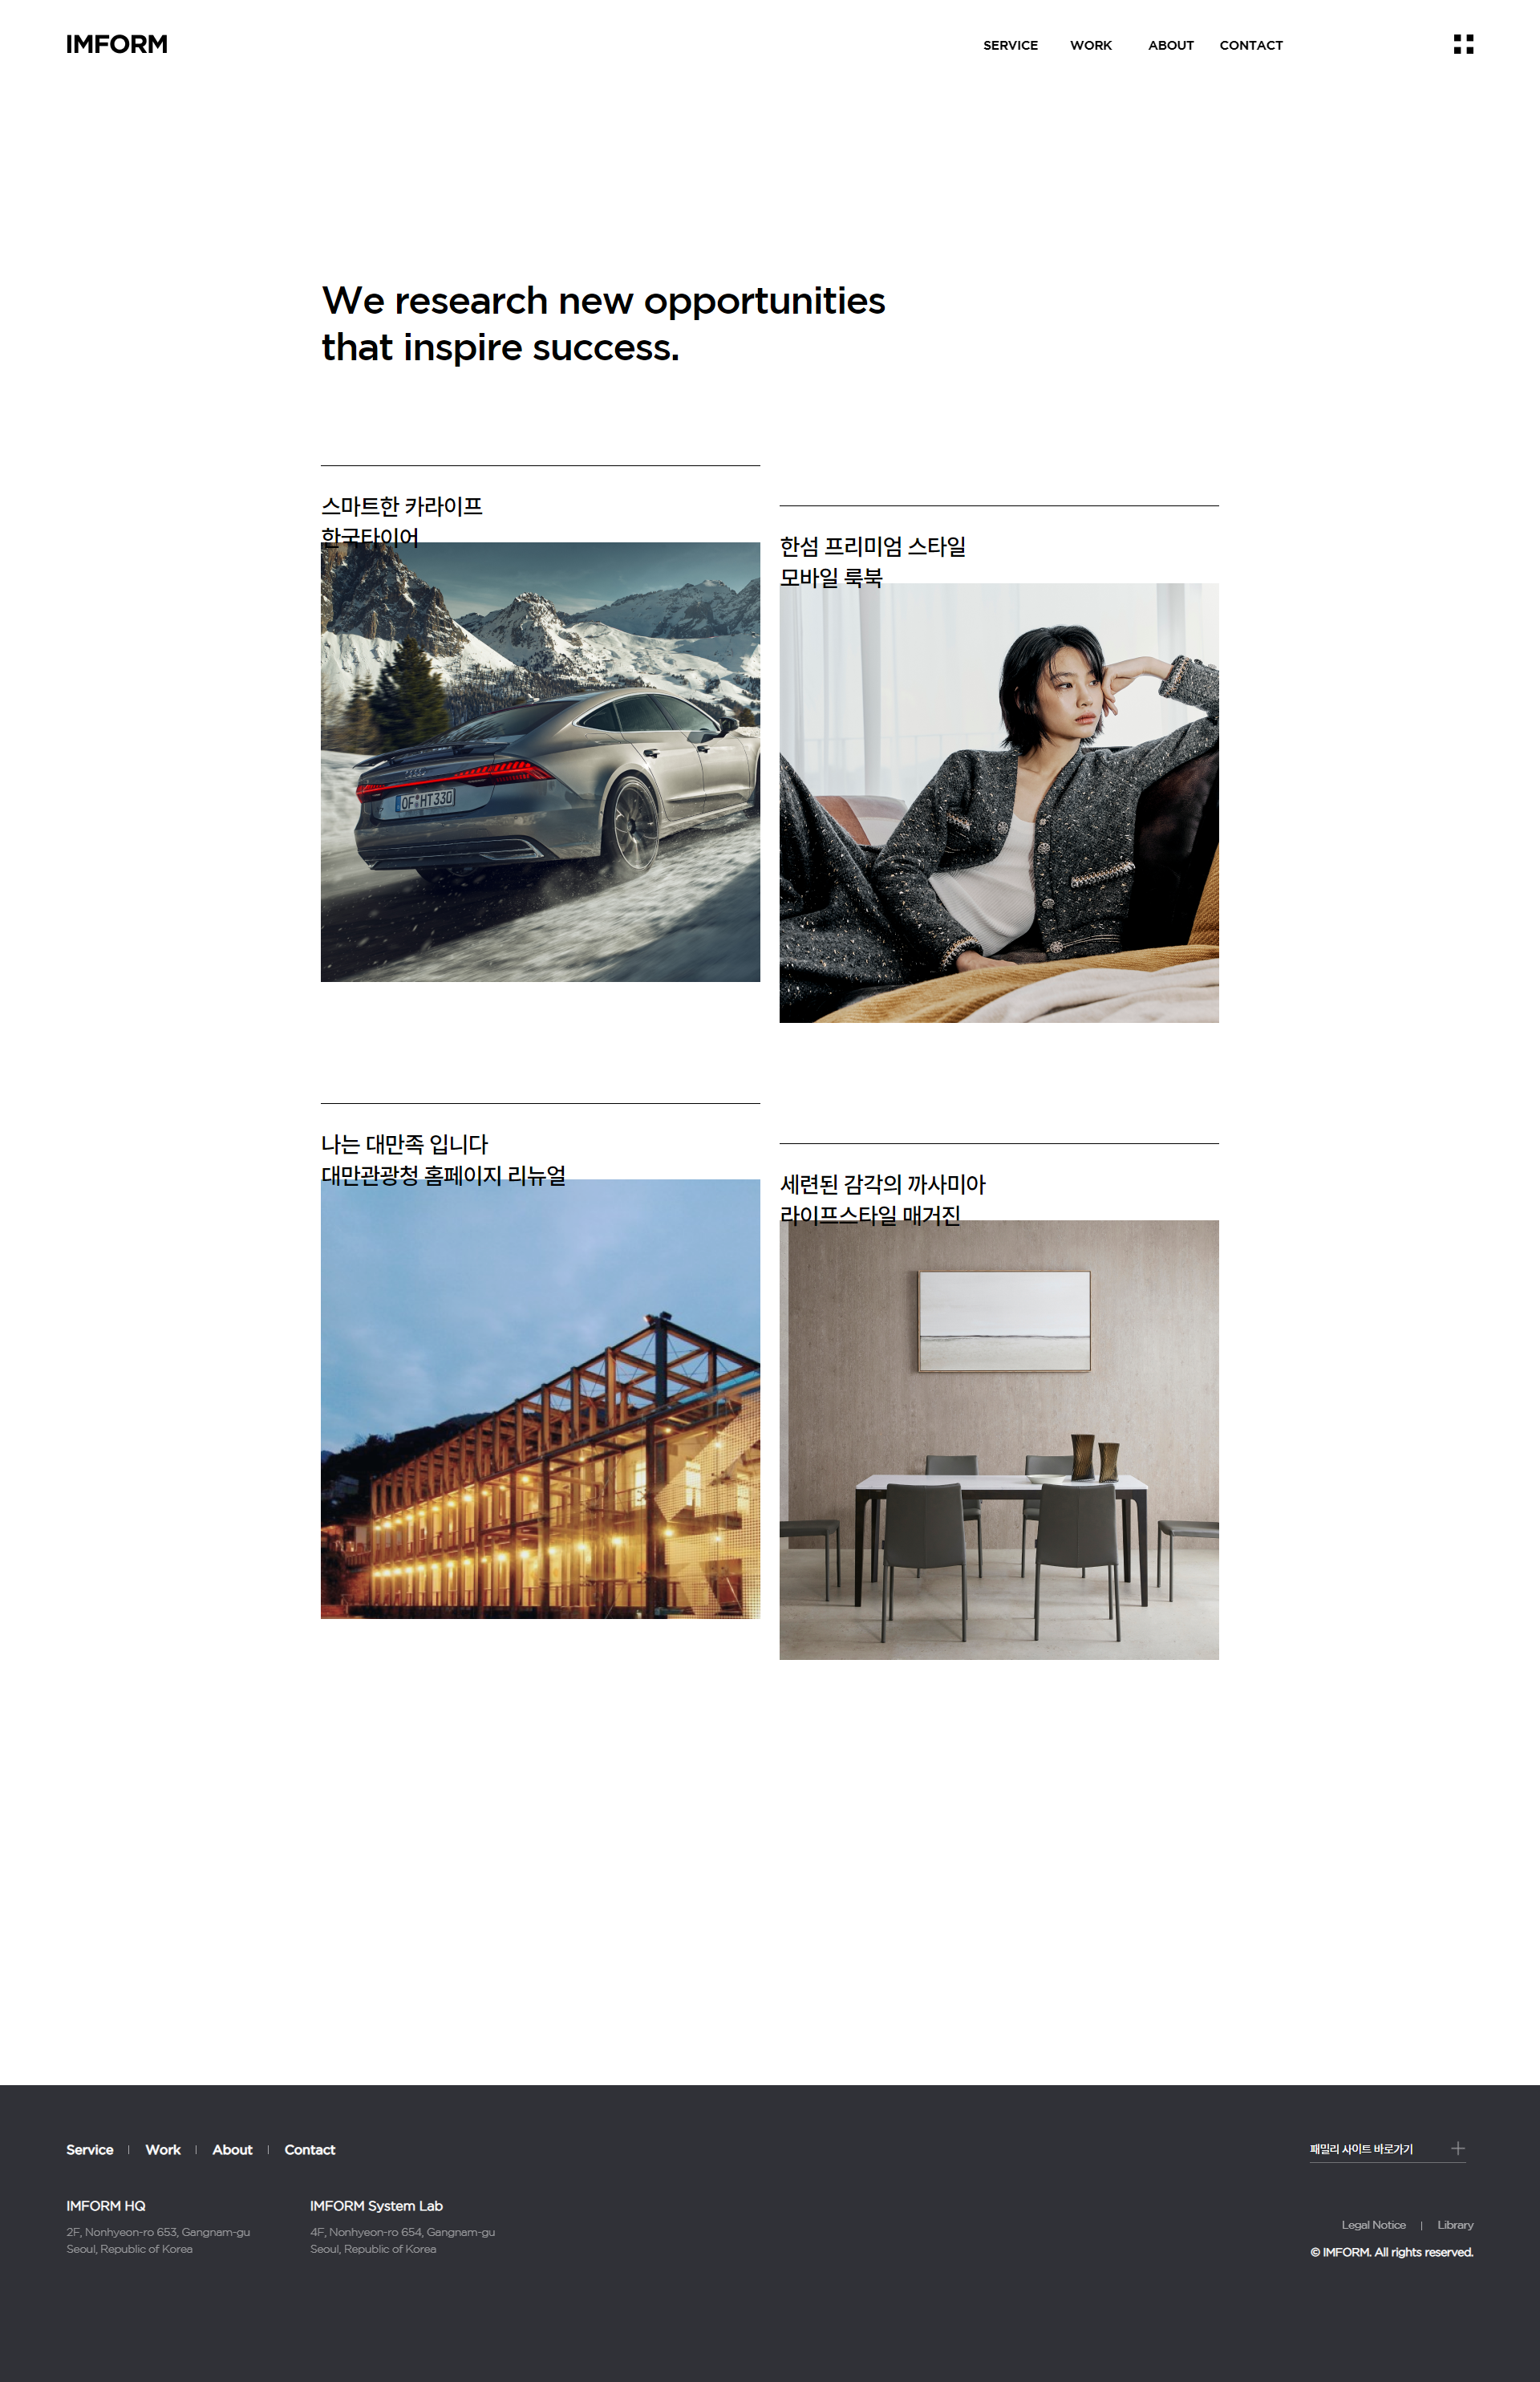 IMFORM
SERVICE WORK ABOUT CONTACT
We research new opportunities
that inspire success.
스마트한 카라이프
한국타이어
한섬 프리미엄 스타일
모바일 룩북
OF HT330
나는 대만족 입니다
대만관광청 홈페이지 리뉴얼
세련된 감각의 까사미아
라이프스타일 매거진
Service | Work | About | Contact
패밀리 사이트 바로가기
IMFORM HQ
2F, Nonhyeon-ro 653, Gangnam-gu
Seoul, Republic of Korea
IMFORM System Lab
4F, Nonhyeon-ro 654, Gangnam-gu
Seoul, Republic of Korea
Legal Notice | Library
© IMFORM. All rights reserved.